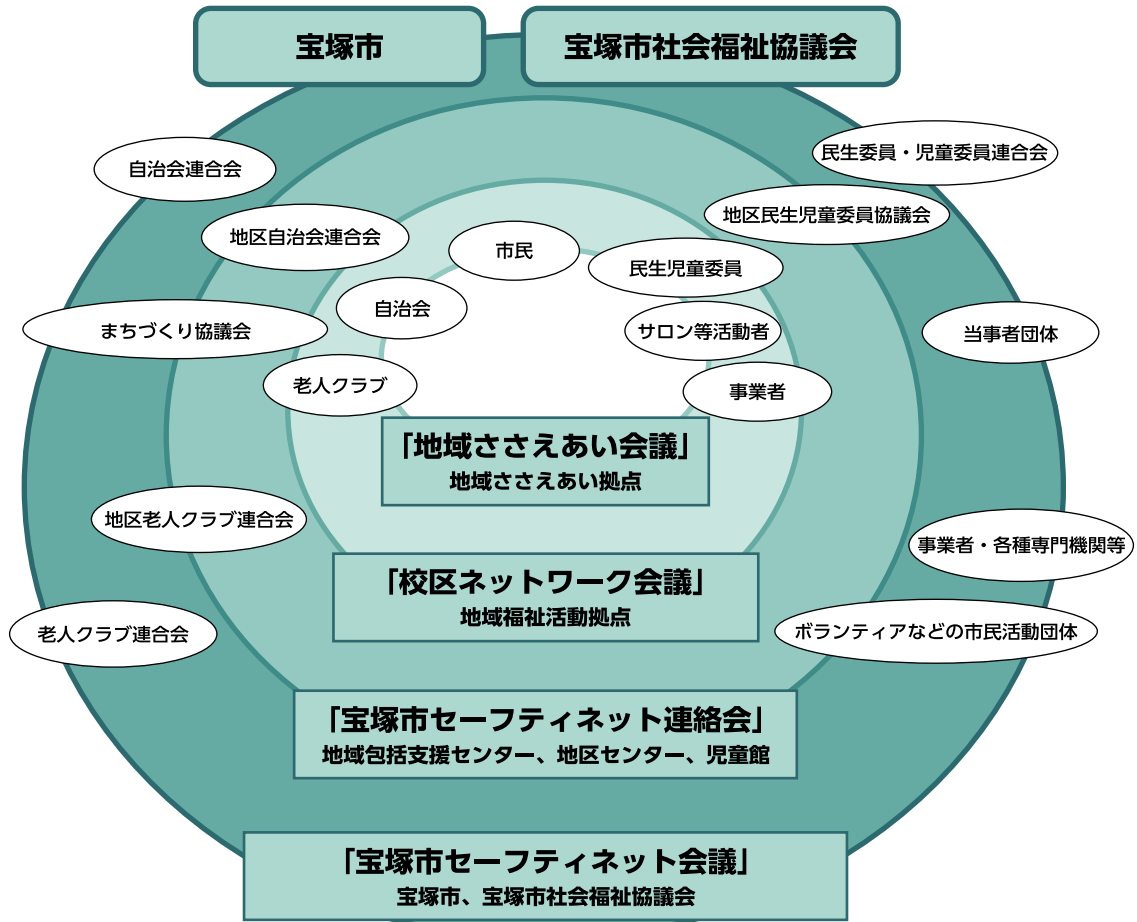 宝塚市
宝塚市社会福祉協議会
自治会連合会
民生委員・児童委員連合会
地区自治会連合会
地区民生児童委員協議会
市民
民生児童委員
自治会
サロン等活動者
まちづくり協議会
当事者団体
老人クラブ
事業者
「地域ささえあい会議」
地域ささえあい拠点
地区老人クラブ連合会
事業者・各種専門機関等
「校区ネットワーク会議」
地域福祉活動拠点
老人クラブ連合会
ボランティアなどの市民活動団体
「宝塚市セーフティネット連絡会」
地域包括支援センター、地区センター、児童館
「宝塚市セーフティネット会議」
宝塚市、宝塚市社会福祉協議会